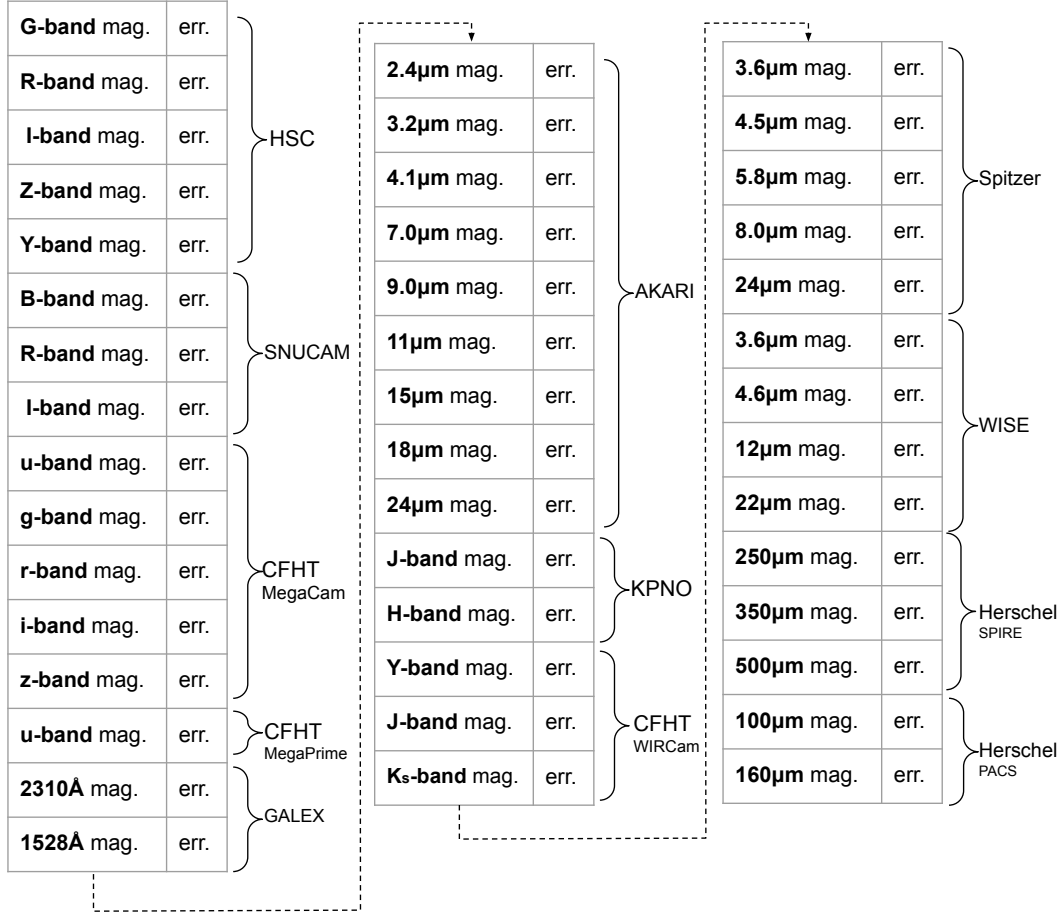 G-band mag. err.
R-band mag. err.
I-band mag. err.
Z-band mag. err.
Y-band mag. err.
HSC
B-band mag. err.
R-band mag. err.
I-band mag. err.
SNUCAM
u-band mag. err.
g-band mag. err.
r-band mag. err.
i-band mag. err.
z-band mag. err.
CFHT
MegaCam
u-band mag. err.
CFHT
MegaPrime
2310Å mag. err.
1528Å mag. err.
GALEX
2.4μm mag. err.
3.2μm mag. err.
4.1μm mag. err.
7.0μm mag. err.
9.0μm mag. err.
11μm mag. err.
15μm mag. err.
18μm mag. err.
24μm mag. err.
AKARI
J-band mag. err.
H-band mag. err.
KPNO
Y-band mag. err.
J-band mag. err.
Ks-band mag. err.
CFHT
WIRCam
3.6μm mag. err.
4.5μm mag. err.
5.8μm mag. err.
8.0μm mag. err.
24μm mag. err.
Spitzer
3.6μm mag. err.
4.6μm mag. err.
12μm mag. err.
22μm mag. err.
WISE
250μm mag. err.
350μm mag. err.
500μm mag. err.
Herschel
SPIRE
100μm mag. err.
160μm mag. err.
Herschel
PACS